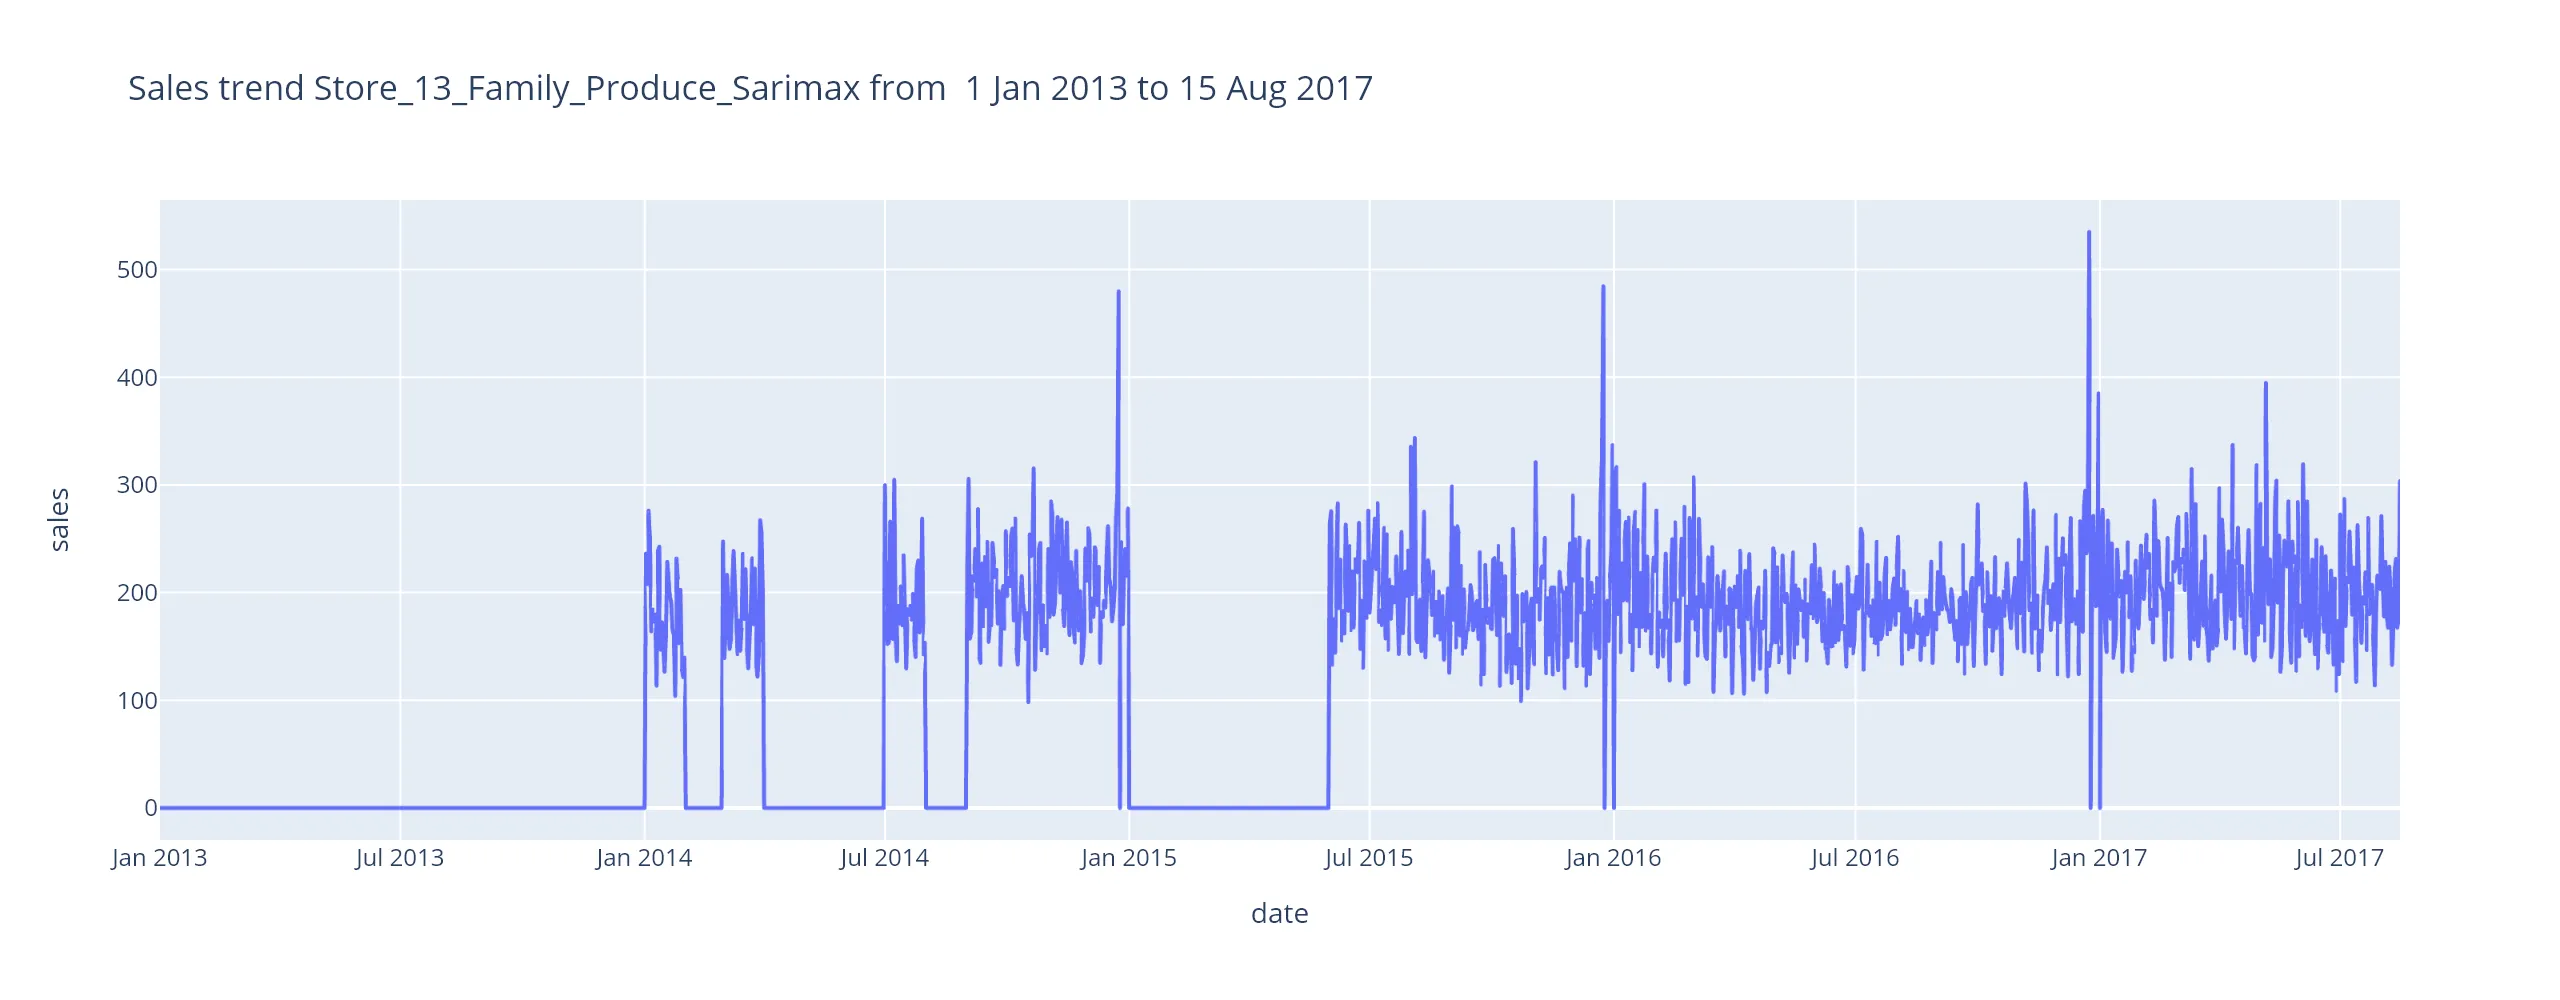 Sales trend Store_13_Family_Produce_Sarimax from  1 Jan 2013 to 15 Aug 2017
500
400
300
200
100
0
sales
Jan 2013 Jul 2013 Jan 2014 Jul 2014 Jan 2015 Jul 2015 Jan 2016 Jul 2016 Jan 2017 Jul 2017
date